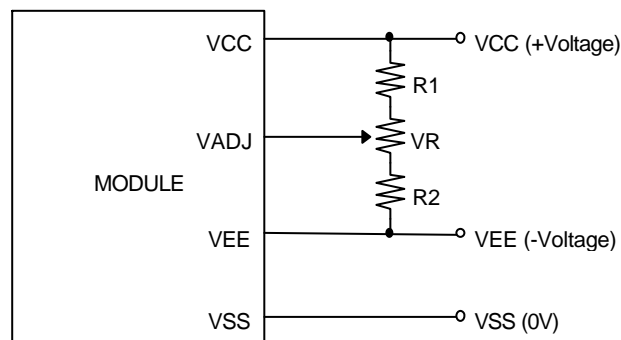 VCC
VCC (+Voltage)
R1
VADJ
VR
MODULE
R2
VEE
VEE (-Voltage)
VSS
VSS (0V)